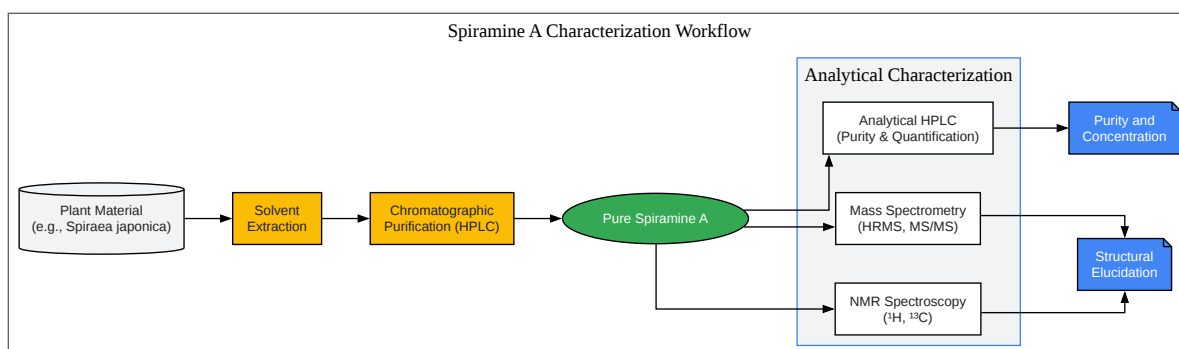 Spiramine A Characterization Workflow
Analytical Characterization
Analytical HPLC
(Purity & Quantification)
Purity and
Concentration
Plant Material
(e.g., Spiraea japonica)
Solvent
Extraction
Chromatographic
Purification (HPLC)
Pure Spiramine A
Mass Spectrometry
(HRMS, MS/MS)
Structural
Elucidation
NMR Spectroscopy
(¹H, ¹³C)